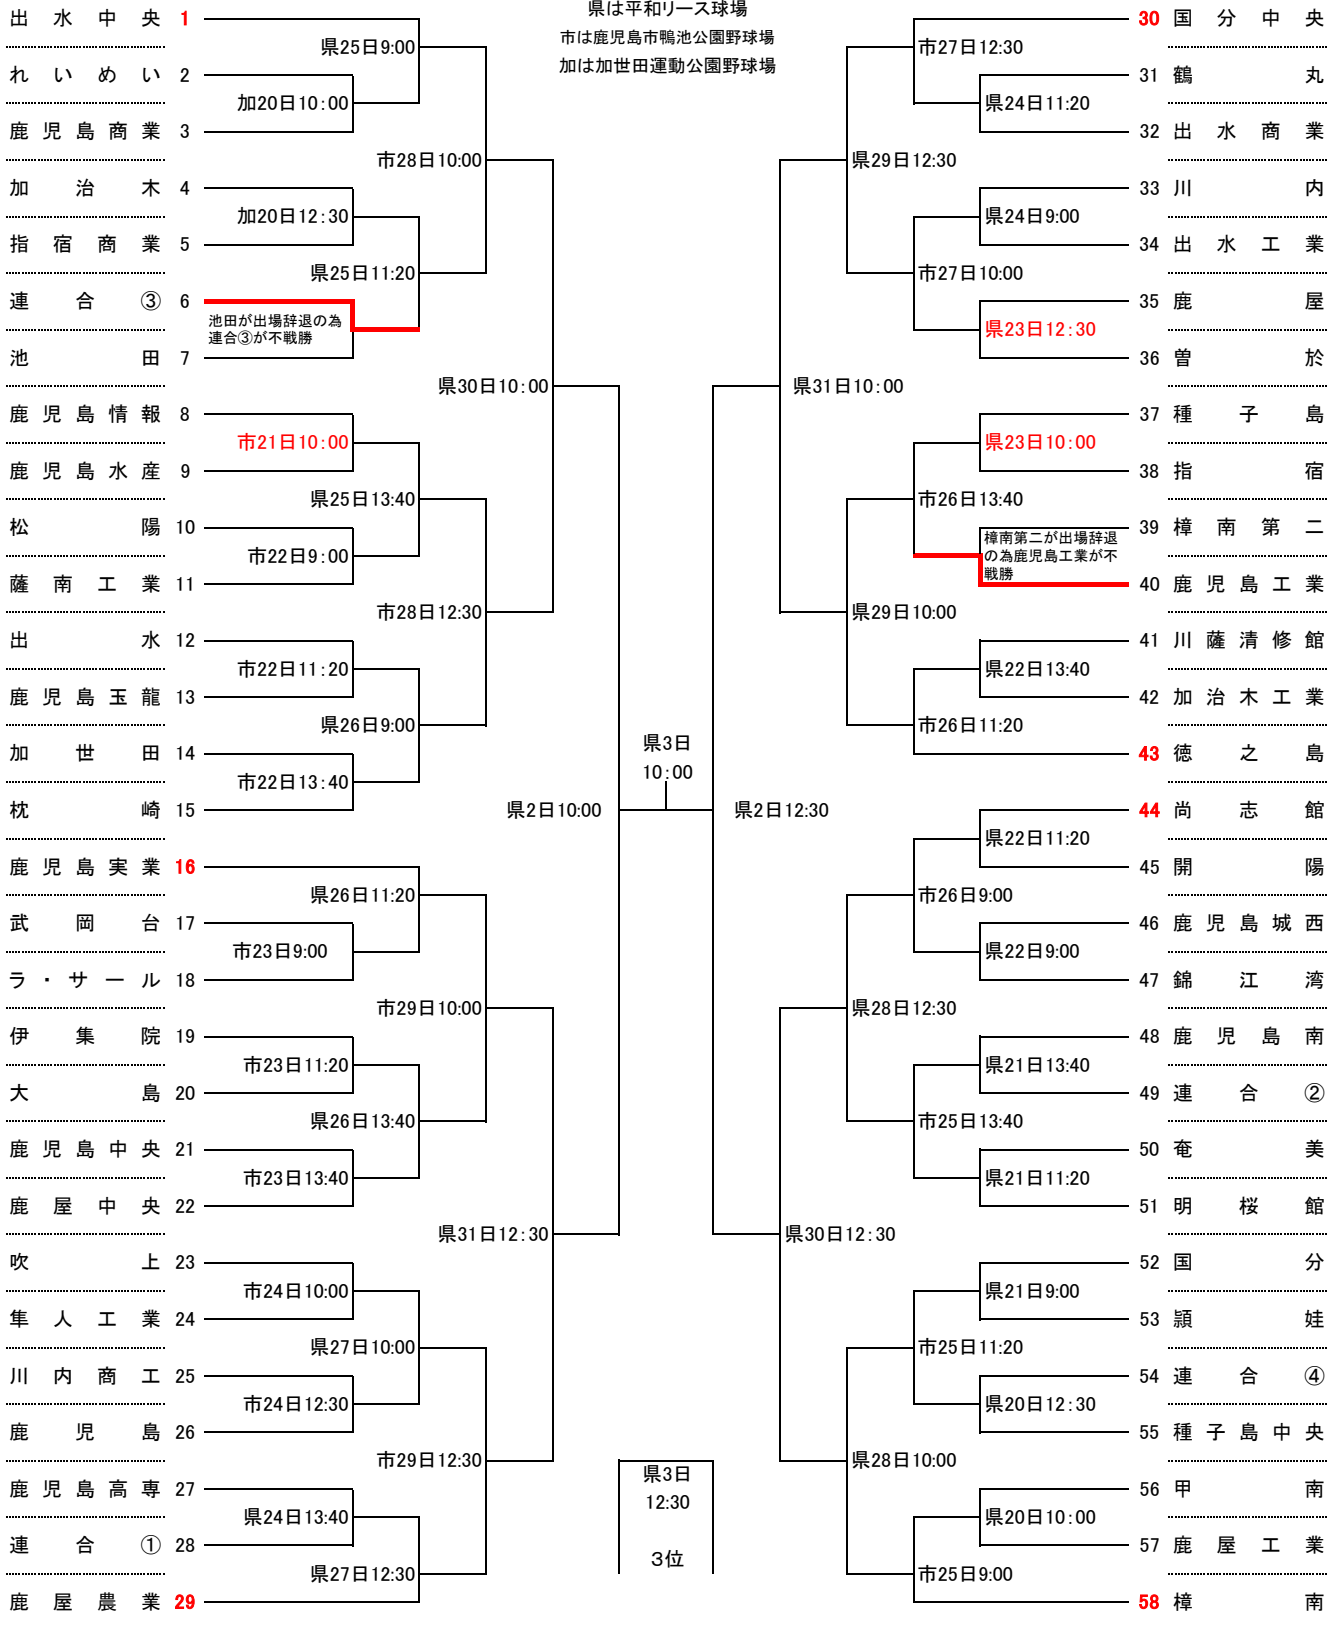 県は平和リース球場
市は鹿児島市鴨池公園野球場
加は加世田運動公園野球場
出水中央 1
県25日9:00
れいめい 2
加20日10:00
鹿児島商業 3
市28日10:00
加治木 4
加20日12:30
指宿商業 5
県25日11:20
連合③ 6
池田が出場辞退の為
連合③が不戦勝
池田 7
県30日10:00
鹿児島情報 8
市21日10:00
鹿児島水産 9
県25日13:40
松陽 10
市22日9:00
薩南工業 11
市28日12:30
出水 12
市22日11:20
鹿児島玉龍 13
県26日9:00
加世田 14
市22日13:40
枕崎 15
県2日10:00
鹿児島実業 16
県26日11:20
武岡台 17
市23日9:00
ラ・サール 18
市29日10:00
伊集院 19
市23日11:20
大島 20
県26日13:40
鹿児島中央 21
市23日13:40
鹿屋中央 22
県31日12:30
吹上 23
市24日10:00
隼人工業 24
県27日10:00
川内商工 25
市24日12:30
鹿児島 26
市29日12:30
鹿児島高専 27
県24日13:40
連合① 28
県27日12:30
鹿屋農業 29
県3日
10:00
県3日
12:30
3位
30 国分中央
市27日12:30
31 鶴丸
県24日11:20
32 出水商業
県29日12:30
33 川内
県24日9:00
34 出水工業
市27日10:00
35 鹿屋
県23日12:30
36 曽於
県31日10:00
37 種子島
県23日10:00
38 指宿
市26日13:40
39 樟南第二
樟南第二が出場辞退
の為鹿児島工業が不
戦勝
40 鹿児島工業
県29日10:00
41 川薩清修館
県22日13:40
42 加治木工業
市26日11:20
43 徳之島
県2日12:30
44 尚志館
県22日11:20
45 開陽
市26日9:00
46 鹿児島城西
県22日9:00
47 錦江湾
県28日12:30
48 鹿児島南
県21日13:40
49 連合②
市25日13:40
50 奄美
県21日11:20
51 明桜館
県30日12:30
52 国分
県21日9:00
53 頴娃
市25日11:20
54 連合④
県20日12:30
55 種子島中央
県28日10:00
56 甲南
県20日10:00
57 鹿屋工業
市25日9:00
58 樟南